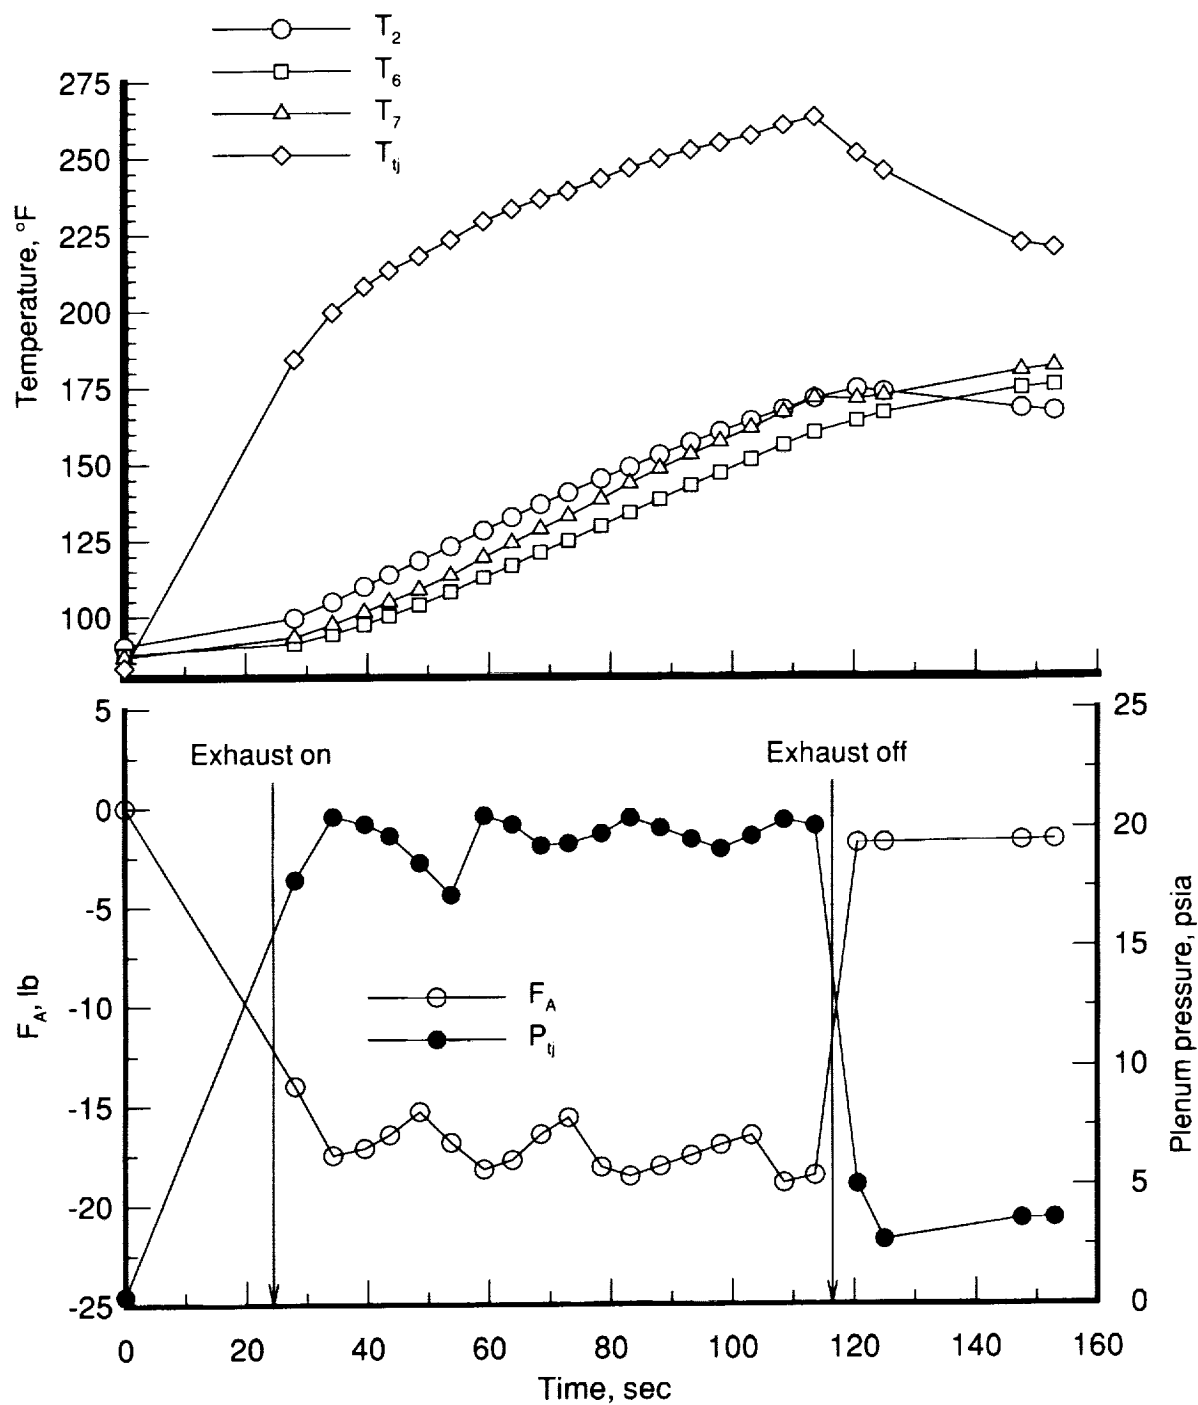 T2
T6
T7
Ttj
275
250
225
200
175
150
125
100
Temperature, °F
5
0
-5
-10
-15
-20
-25
FA, lb
Exhaust on
Exhaust off
FA
Ptj
25
20
15
10
5
0
Plenum pressure, psia
0 20 40 60 80 100 120 140 160
Time, sec